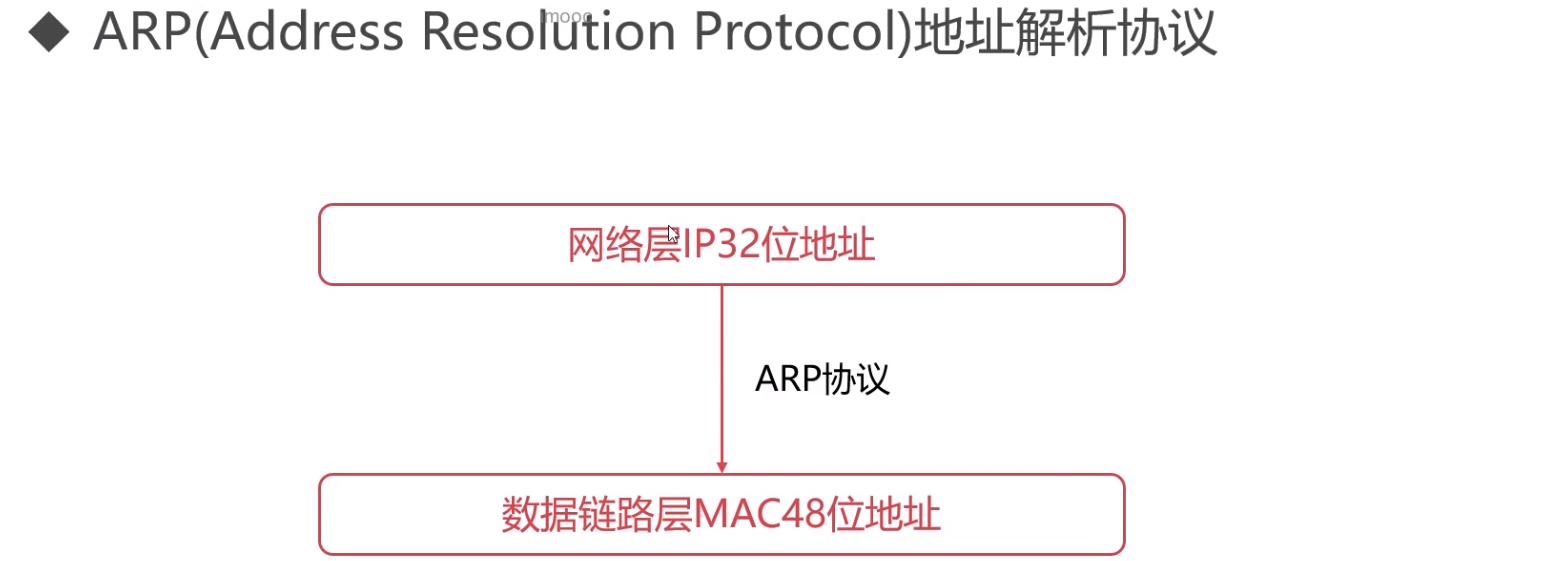 imooc
◆ ARP(Address Resolution Protocol)地址解析协议
网络层IP32位地址
ARP协议
数据链路层MAC48位地址